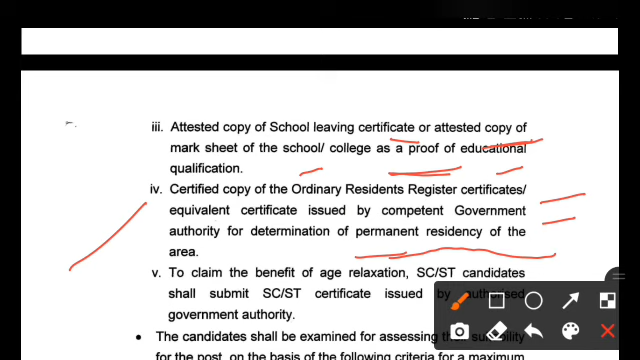 iii. Attested copy of School leaving certificate or attested copy of
mark sheet of the school/ college as a proof of educational
qualification.
iv. Certified copy of the Ordinary Residents Register certificates/
equivalent certificate issued by competent Government
authority for determination of permanent residency of the
area.
v. To claim the benefit of age relaxation, SC/ST candidates
shall submit SC/ST certificate issued by authorised
government authority.
• The candidates shall be examined for assessing their suitability
for the post, on the basis of the following criteria for a maximum